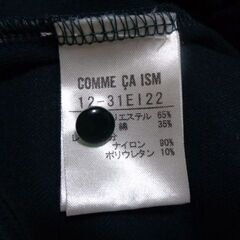 COMME ÇA ISM
12-31EI22
リエステル 65%
綿 35%
ナイロン 90%
ポリウレタン 10%